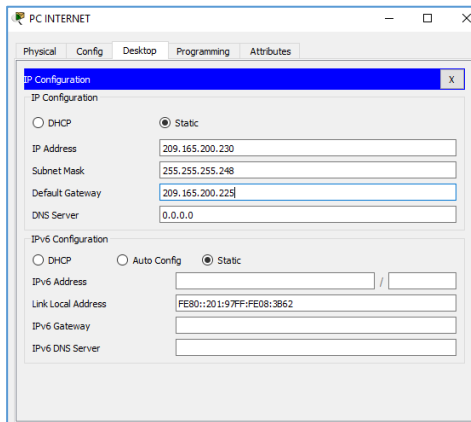 PC INTERNET
Physical Config Desktop Programming Attributes
IP Configuration X
IP Configuration
DHCP Static
IP Address 209.165.200.230
Subnet Mask 255.255.255.248
Default Gateway 209.165.200.225
DNS Server 0.0.0.0
IPv6 Configuration
DHCP Auto Config Static
IPv6 Address /
Link Local Address FE80::201:97FF:FE08:3B62
IPv6 Gateway
IPv6 DNS Server